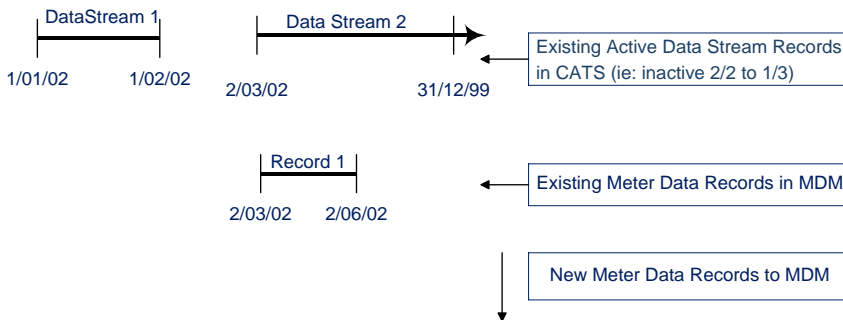 DataStream 1
Data Stream 2
1/01/02
1/02/02
2/03/02
31/12/99
Existing Active Data Stream Records
in CATS (ie: inactive 2/2 to 1/3)
Record 1
2/03/02
2/06/02
Existing Meter Data Records in MDM
New Meter Data Records to MDM